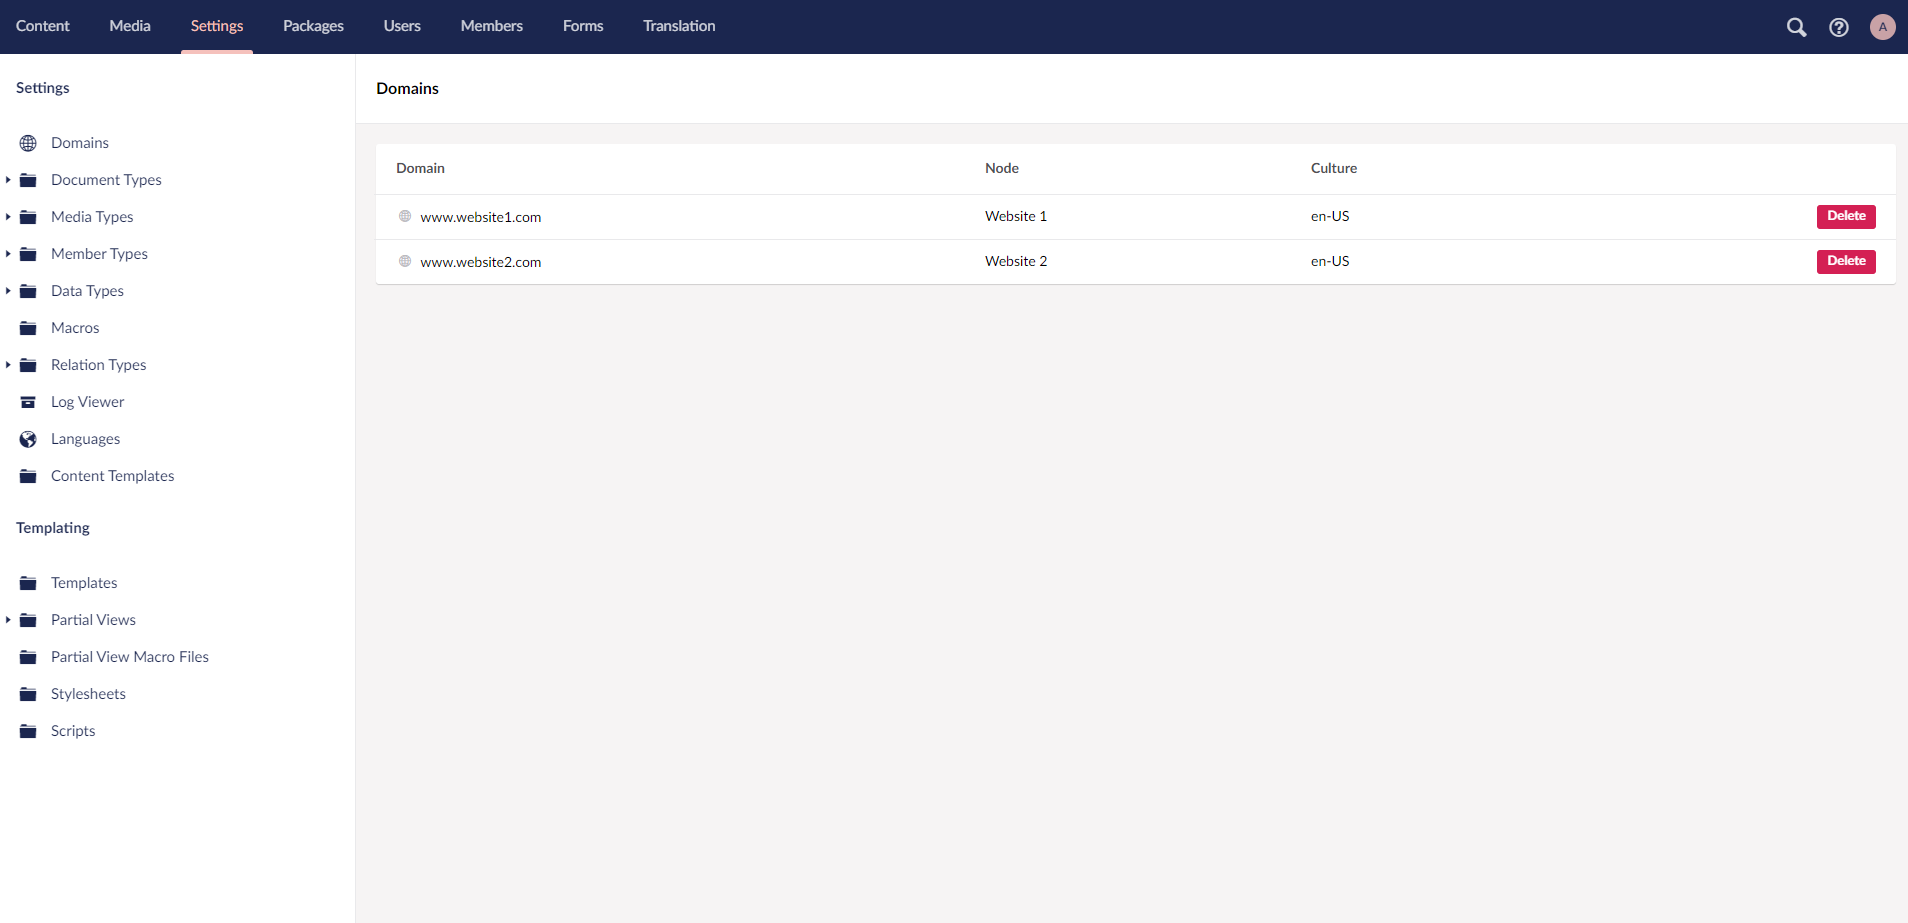 Content Media Settings Packages Users Members Forms Translation A
Settings
Domains
Document Types
Media Types
Member Types
Data Types
Macros
Relation Types
Log Viewer
Languages
Content Templates
Templating
Templates
Partial Views
Partial View Macro Files
Stylesheets
Scripts
Domains
Domain Node Culture
www.website1.com Website 1 en-US Delete
www.website2.com Website 2 en-US Delete